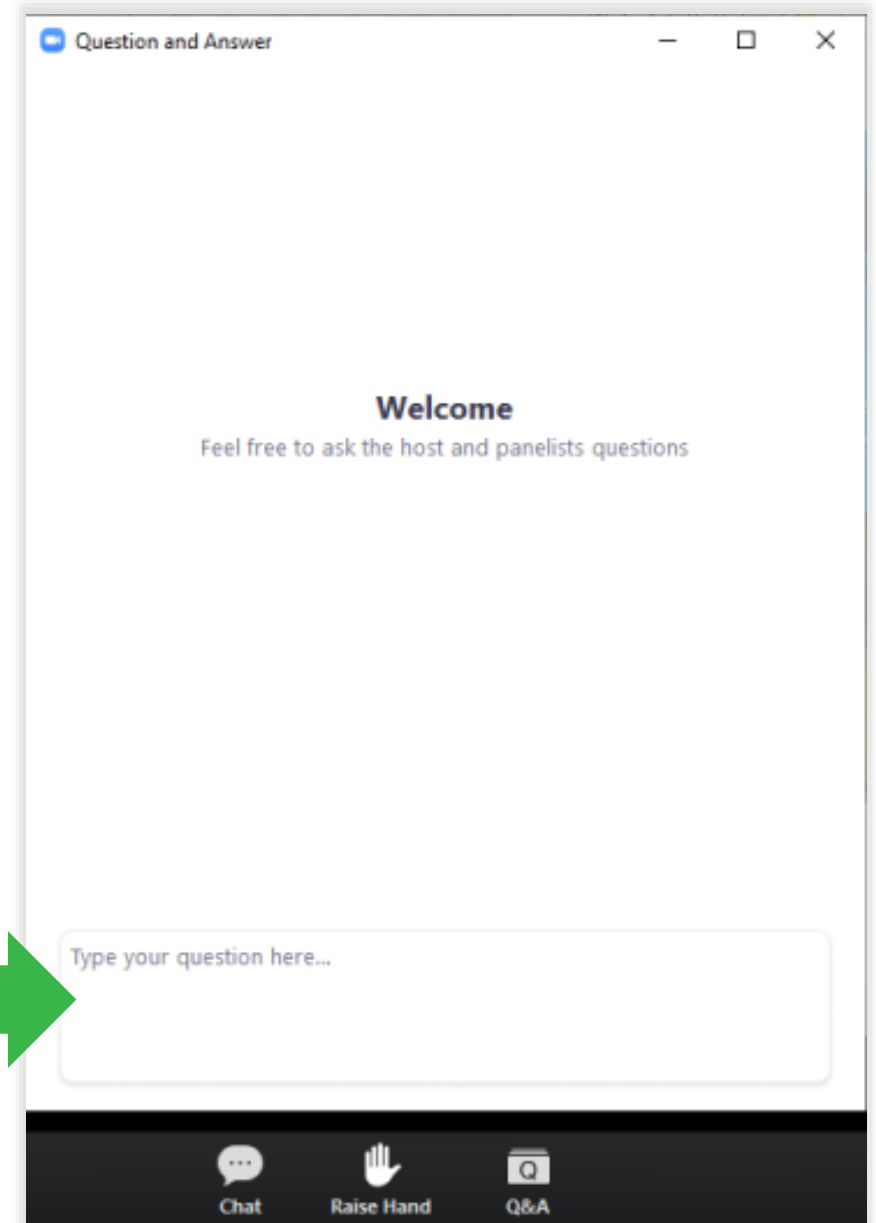 Question and Answer
Welcome
Feel free to ask the host and panelists questions
Type your question here...
Chat Raise Hand Q&A